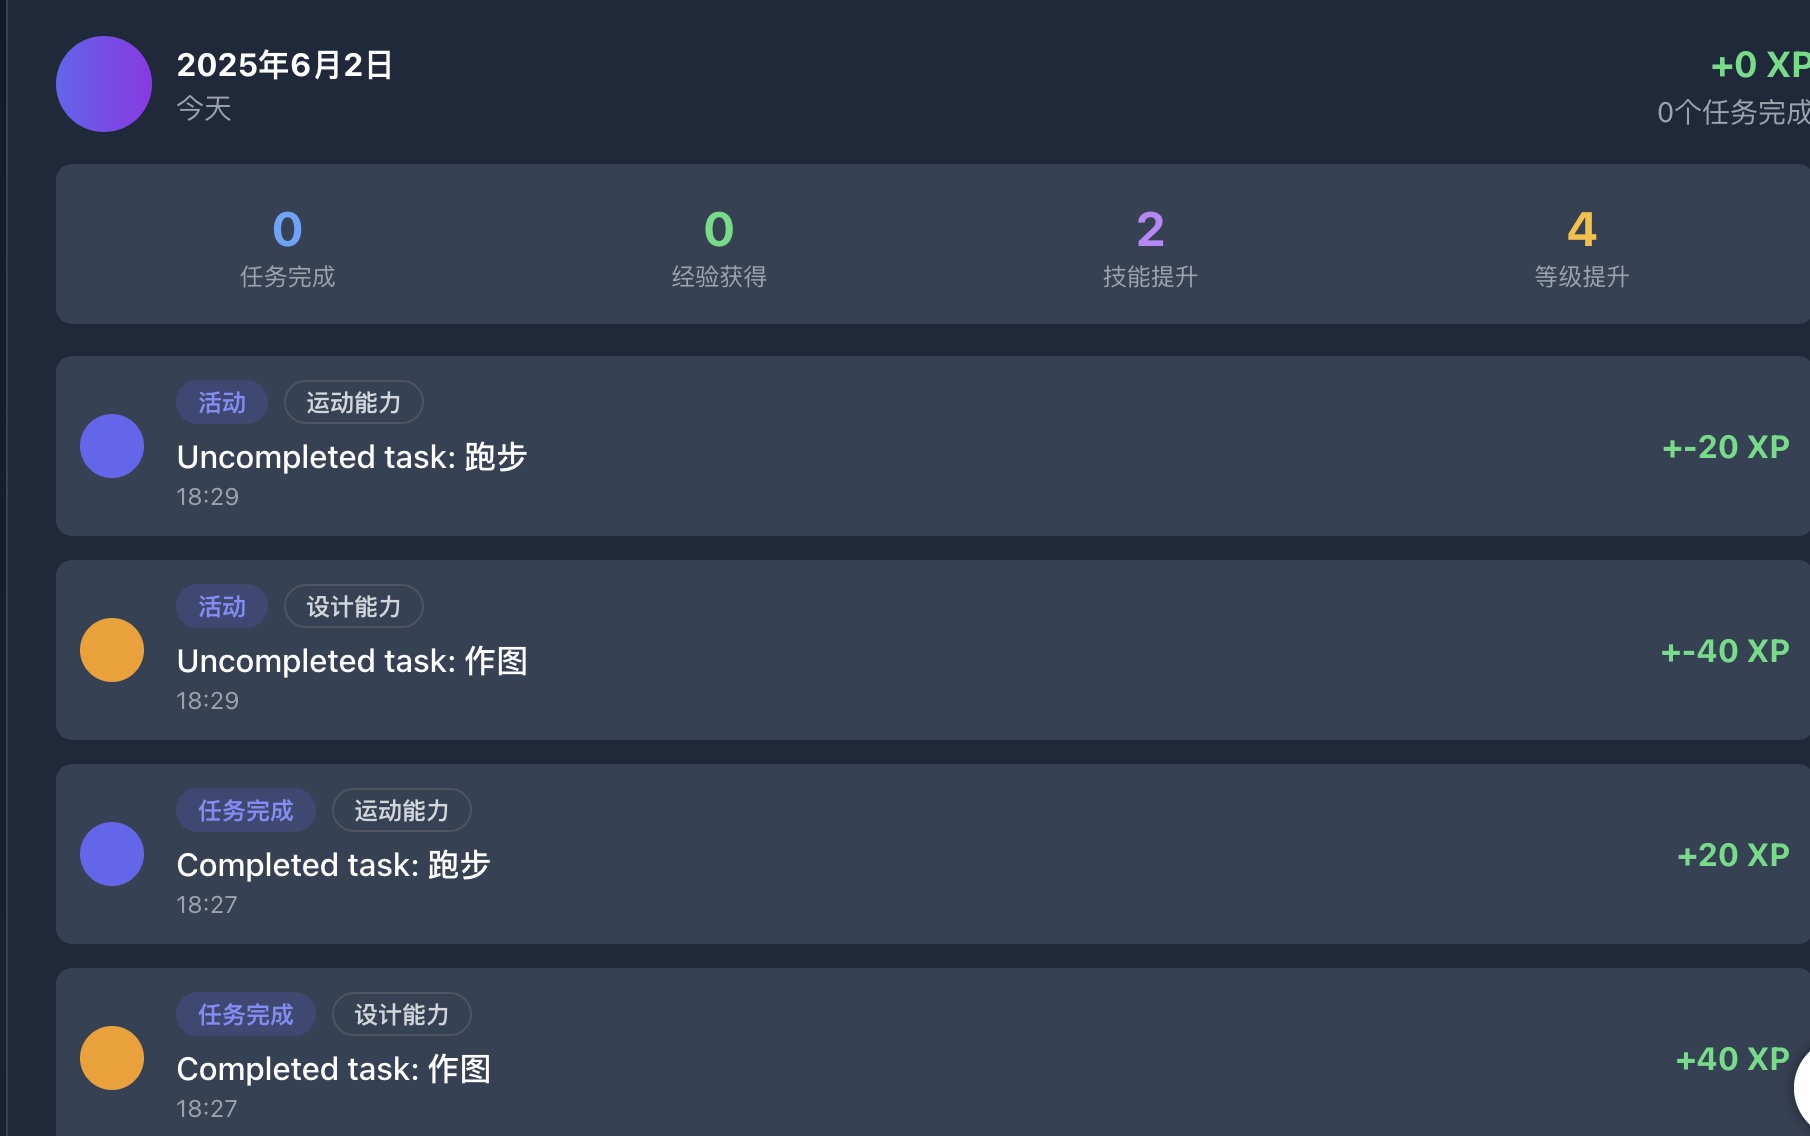 2025年6月2日
今天
+0 XP
0个任务完成
0
任务完成
0
经验获得
2
技能提升
4
等级提升
活动 运动能力
Uncompleted task: 跑步
18:29
+-20 XP
活动 设计能力
Uncompleted task: 作图
18:29
+-40 XP
任务完成 运动能力
Completed task: 跑步
18:27
+20 XP
任务完成 设计能力
Completed task: 作图
18:27
+40 XP